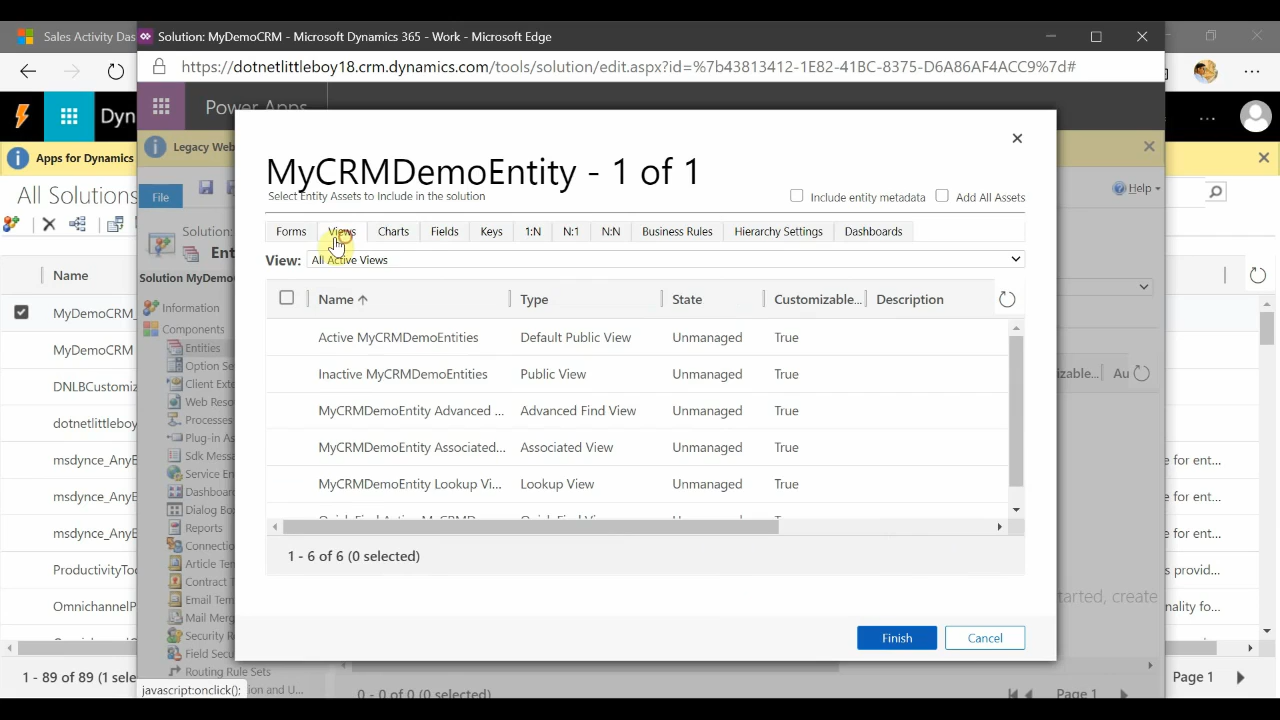 Sales Activity Das
Solution: MyDemoCRM - Microsoft Dynamics 365 - Work - Microsoft Edge
https://dotnetlittleboy18.crm.dynamics.com/tools/solution/edit.aspx?id=%7b43813412-1E82-41BC-8375-D6A86AF4ACC9%7d#
Dyn
Power Apps
Apps for Dynamics
Legacy Web
All Solutions
File
Help
Solution:
Ent
Solution MyDemo
Name
Information
Components
MyDemoCRM_
Entities
MyDemoCRM
Option Se
Client Exte
DNLBCustomiz
Web Reso
Processes
dotnetlittleboy
Plug-in As
Sdk Messa
msdynce_AnyE
Service En
Dashboard
msdynce_AnyE
Dialog Box
Reports
msdynce_AnyE
Connectio
Article Tem
ProductivityToo
Contract T
Email Tem
OmnichannelP
Mail Merg
Security R
Field Secu
Routing Rule Sets
1 - 89 of 89 (1 sele
javascript:onclick();
ion and U...
MyCRMDemoEntity - 1 of 1
Select Entity Assets to Include in the solution
Include entity metadata
Add All Assets
Forms Views Charts Fields Keys 1:N N:1 N:N Business Rules Hierarchy Settings Dashboards
View: All Active Views
Name Type State Customizable... Description
Active MyCRMDemoEntities Default Public View Unmanaged True
Inactive MyCRMDemoEntities Public View Unmanaged True
MyCRMDemoEntity Advanced ... Advanced Find View Unmanaged True
MyCRMDemoEntity Associated... Associated View Unmanaged True
MyCRMDemoEntity Lookup Vi... Lookup View Unmanaged True
1 - 6 of 6 (0 selected)
Finish
Cancel
izable... Au
tarted, create
0 - 0 of 0 (0 selected)
Page 1
e for ent...
e for ent...
e for ent...
s provid...
nality fo...
Page 1